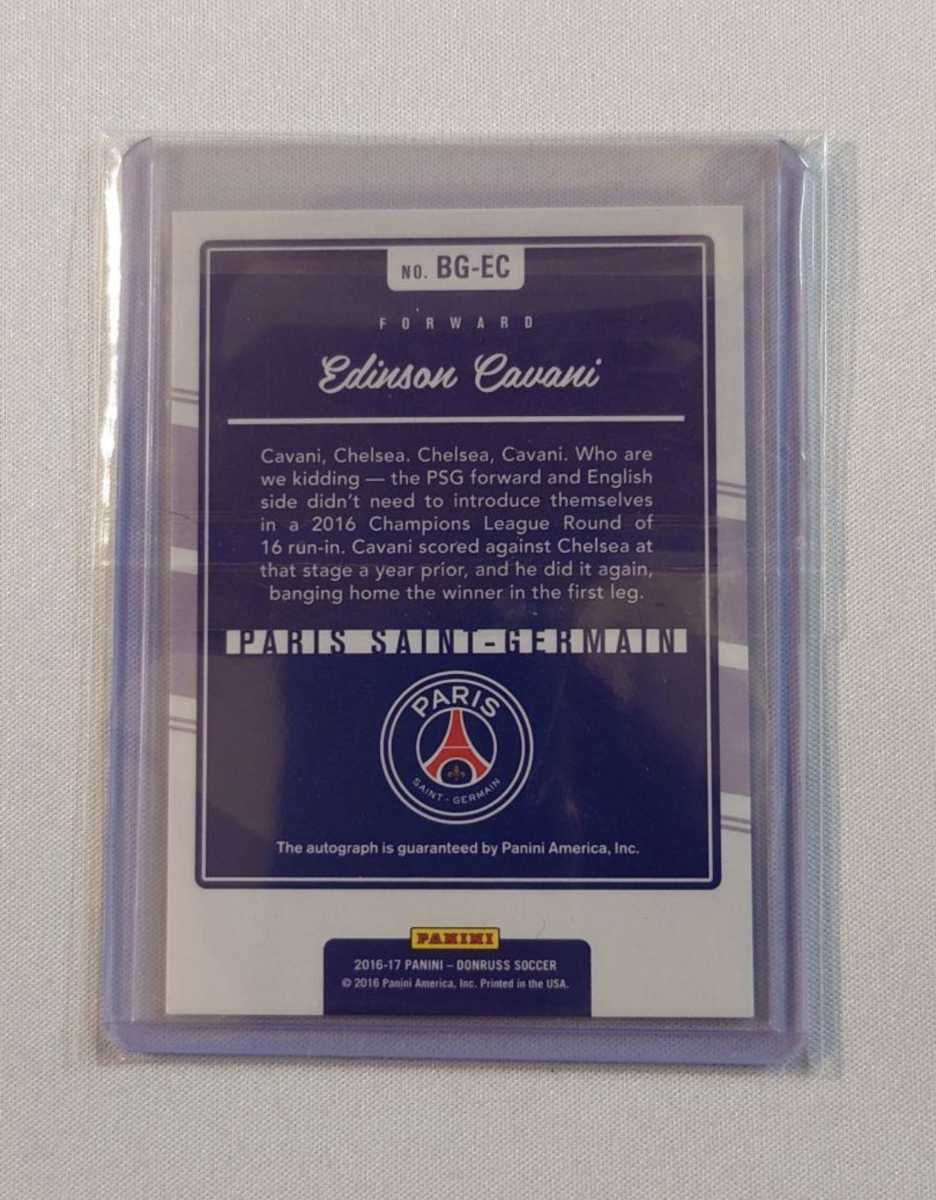 NO. BG-EC
FORWARD
Edinson Cavani
Cavani, Chelsea. Chelsea, Cavani. Who are
we kidding — the PSG forward and English
side didn't need to introduce themselves
in a 2016 Champions League Round of
16 run-in. Cavani scored against Chelsea at
that stage a year prior, and he did it again,
banging home the winner in the first leg.
PARIS SAINT-GERMAIN
PARIS
SAINT-GERMAIN
The autograph is guaranteed by Panini America, Inc.
PANINI
2016-17 PANINI – DONRUSS SOCCER
© 2016 Panini America, Inc. Printed in the USA.